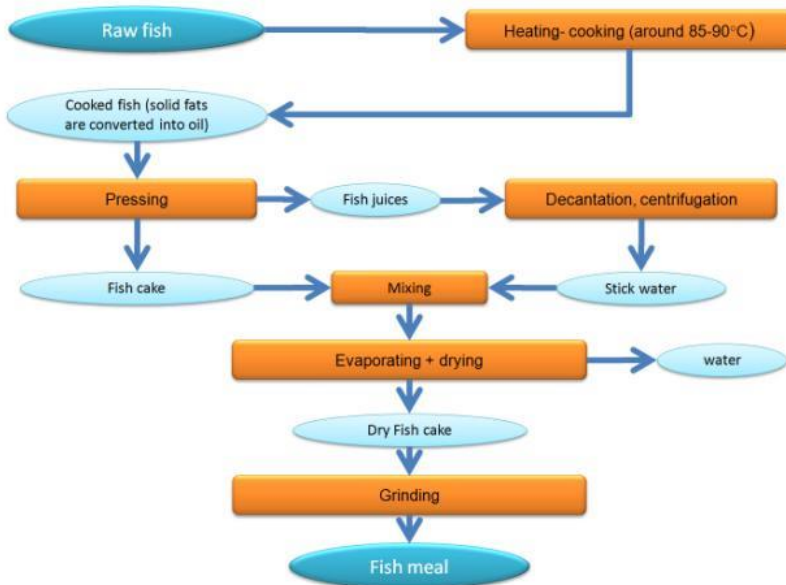 Raw fish
Heating- cooking (around 85-90°C)
Cooked fish (solid fats
are converted into oil)
Pressing
Fish juices
Decantation, centrifugation
Fish cake
Mixing
Stick water
Evaporating + drying
water
Dry Fish cake
Grinding
Fish meal